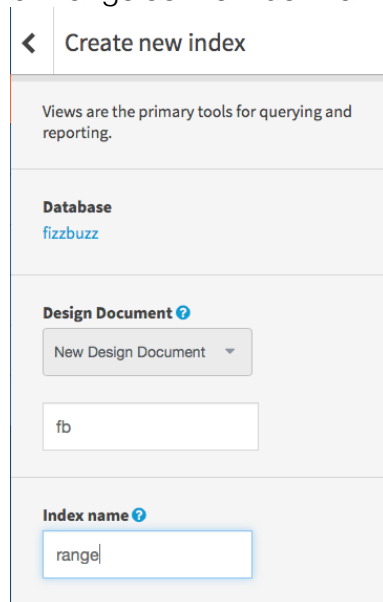 Create new index
Views are the primary tools for querying and
reporting.
Database
fizzbuzz
Design Document
New Design Document
fb
Index name
range